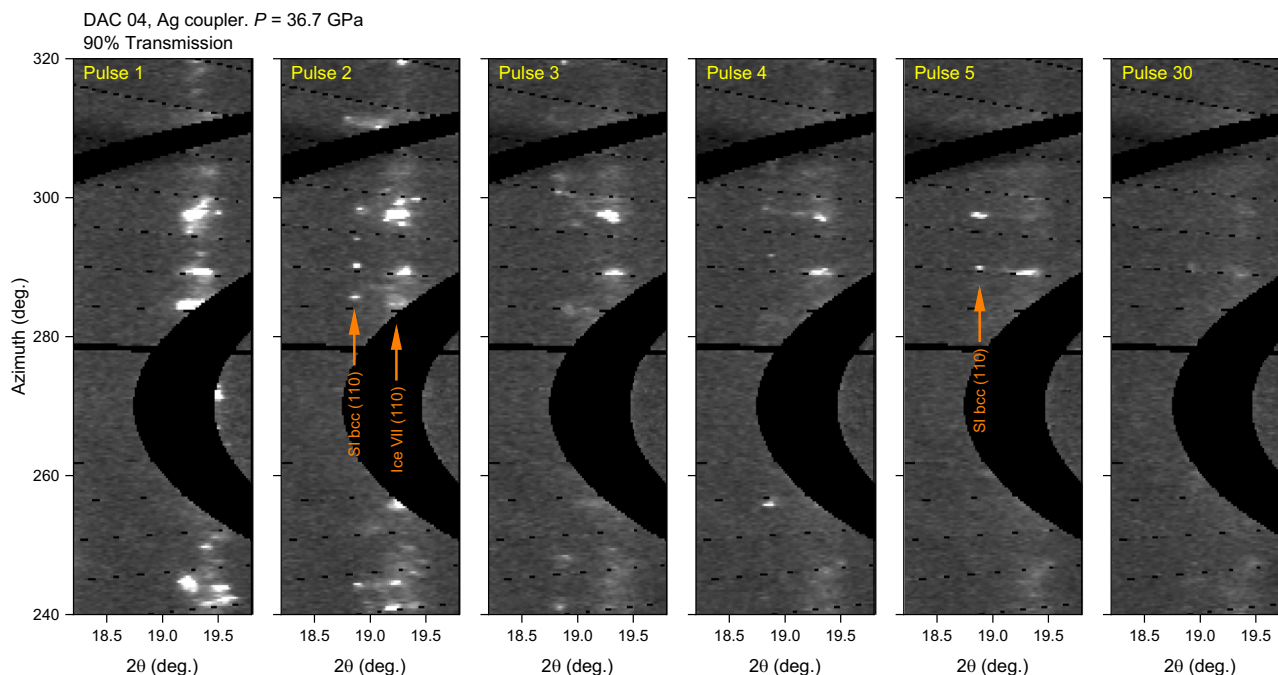 DAC 04, Ag coupler. P = 36.7 GPa
90% Transmission
Pulse 1
Pulse 2
Pulse 3
Pulse 4
Pulse 5
Pulse 30
320
300
280
260
240
Azimuth (deg.)
SI bcc (110)
Ice VII (110)
SI bcc (110)
18.5 19.0 19.5
18.5 19.0 19.5
18.5 19.0 19.5
18.5 19.0 19.5
18.5 19.0 19.5
18.5 19.0 19.5
2θ (deg.)
2θ (deg.)
2θ (deg.)
2θ (deg.)
2θ (deg.)
2θ (deg.)